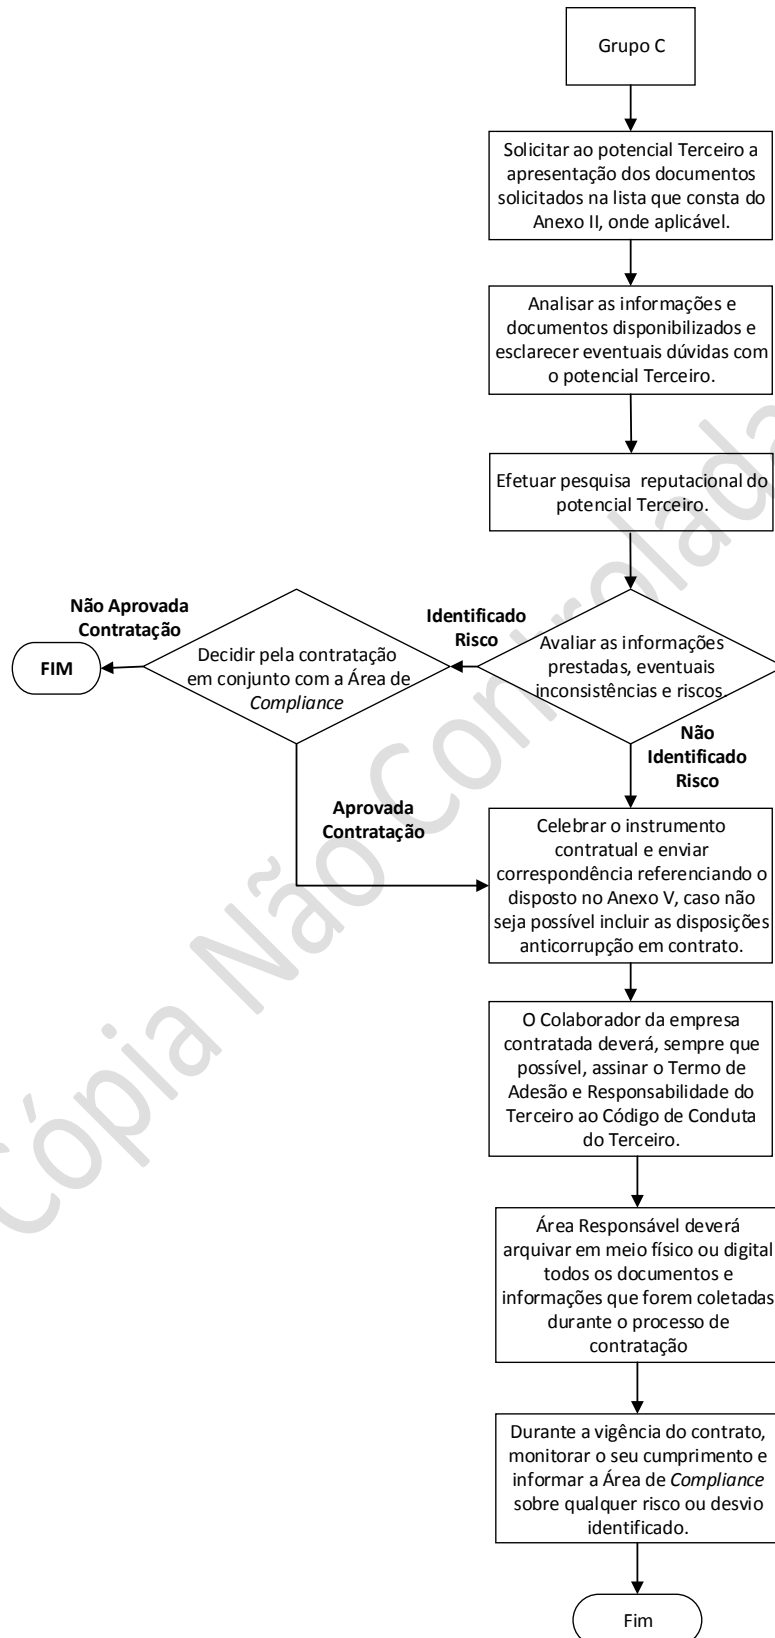 Grupo C
Solicitar ao potencial Terceiro a
apresentação dos documentos
solicitados na lista que consta do
Anexo II, onde aplicável.
Analisar as informações e
documentos disponibilizados e
esclarecer eventuais dúvidas com
o potencial Terceiro.
Efetuar pesquisa reputacional do
potencial Terceiro.
Avaliar as informações
prestadas, eventuais
inconsistências e riscos.
Identificado
Risco
Decidir pela contratação
em conjunto com a Área de
Compliance
Não Aprovada
Contratação
FIM
Não
Identificado
Risco
Aprovada
Contratação
Celebrar o instrumento
contratual e enviar
correspondência referenciando o
disposto no Anexo V, caso não
seja possível incluir as disposições
anticorrupção em contrato.
O Colaborador da empresa
contratada deverá, sempre que
possível, assinar o Termo de
Adesão e Responsabilidade do
Terceiro ao Código de Conduta
do Terceiro.
Área Responsável deverá
arquivar em meio físico ou digital
todos os documentos e
informações que forem coletadas
durante o processo de
contratação
Durante a vigência do contrato,
monitorar o seu cumprimento e
informar a Área de Compliance
sobre qualquer risco ou desvio
identificado.
Fim
Cópia Não Controlada